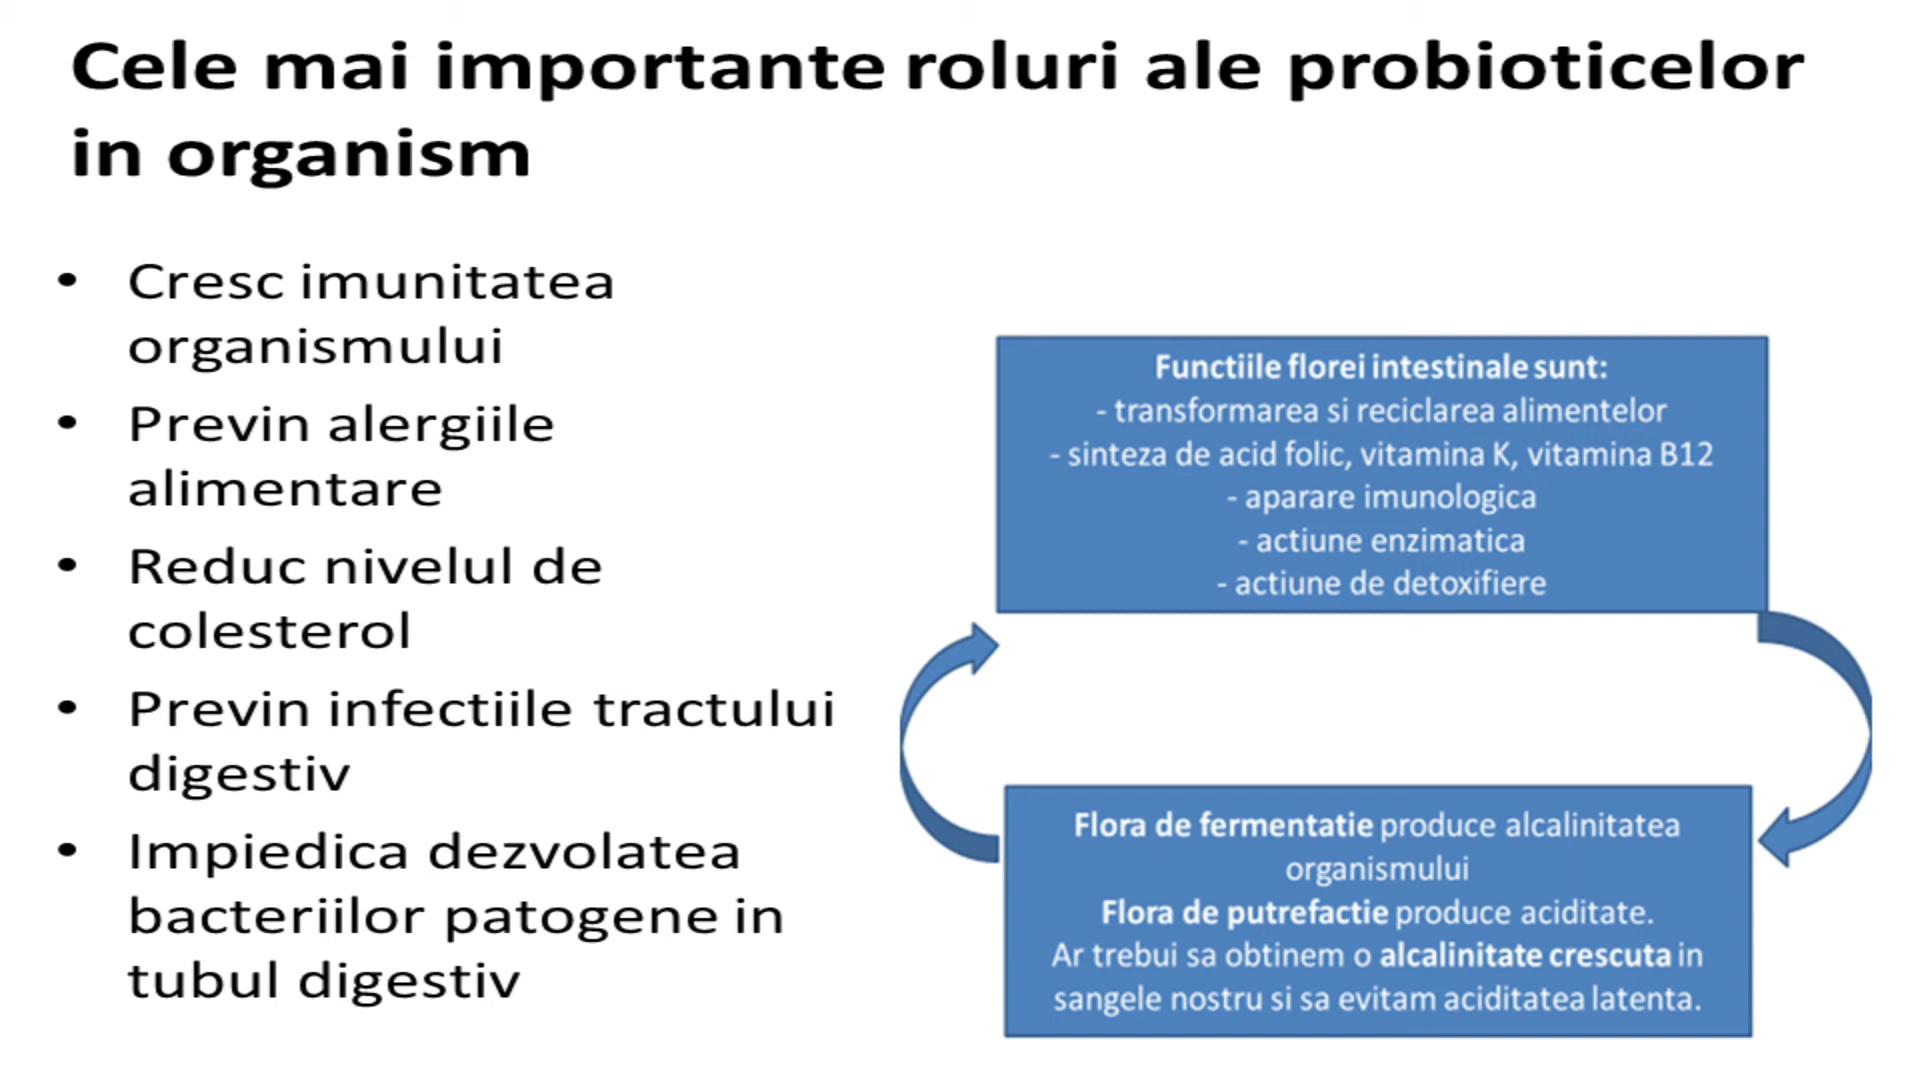 Cele mai importante roluri ale probioticelor
in organism
• Cresc imunitatea
organismului
• Previn alergiile
alimentare
• Reduc nivelul de
colesterol
• Previn infectiile tractului
digestiv
• Impiedica dezvolatea
bacteriilor patogene in
tubul digestiv
Functiile florei intestinale sunt:
- transformarea si reciclarea alimentelor
- sinteza de acid folic, vitamina K, vitamina B12
- aparare imunologica
- actiune enzimatica
- actiune de detoxifiere
Flora de fermentatie produce alcalinitatea
organismului
Flora de putrefactie produce aciditate.
Ar trebui sa obtinem o alcalinitate crescuta in
sangele nostru si sa evitam aciditatea latenta.